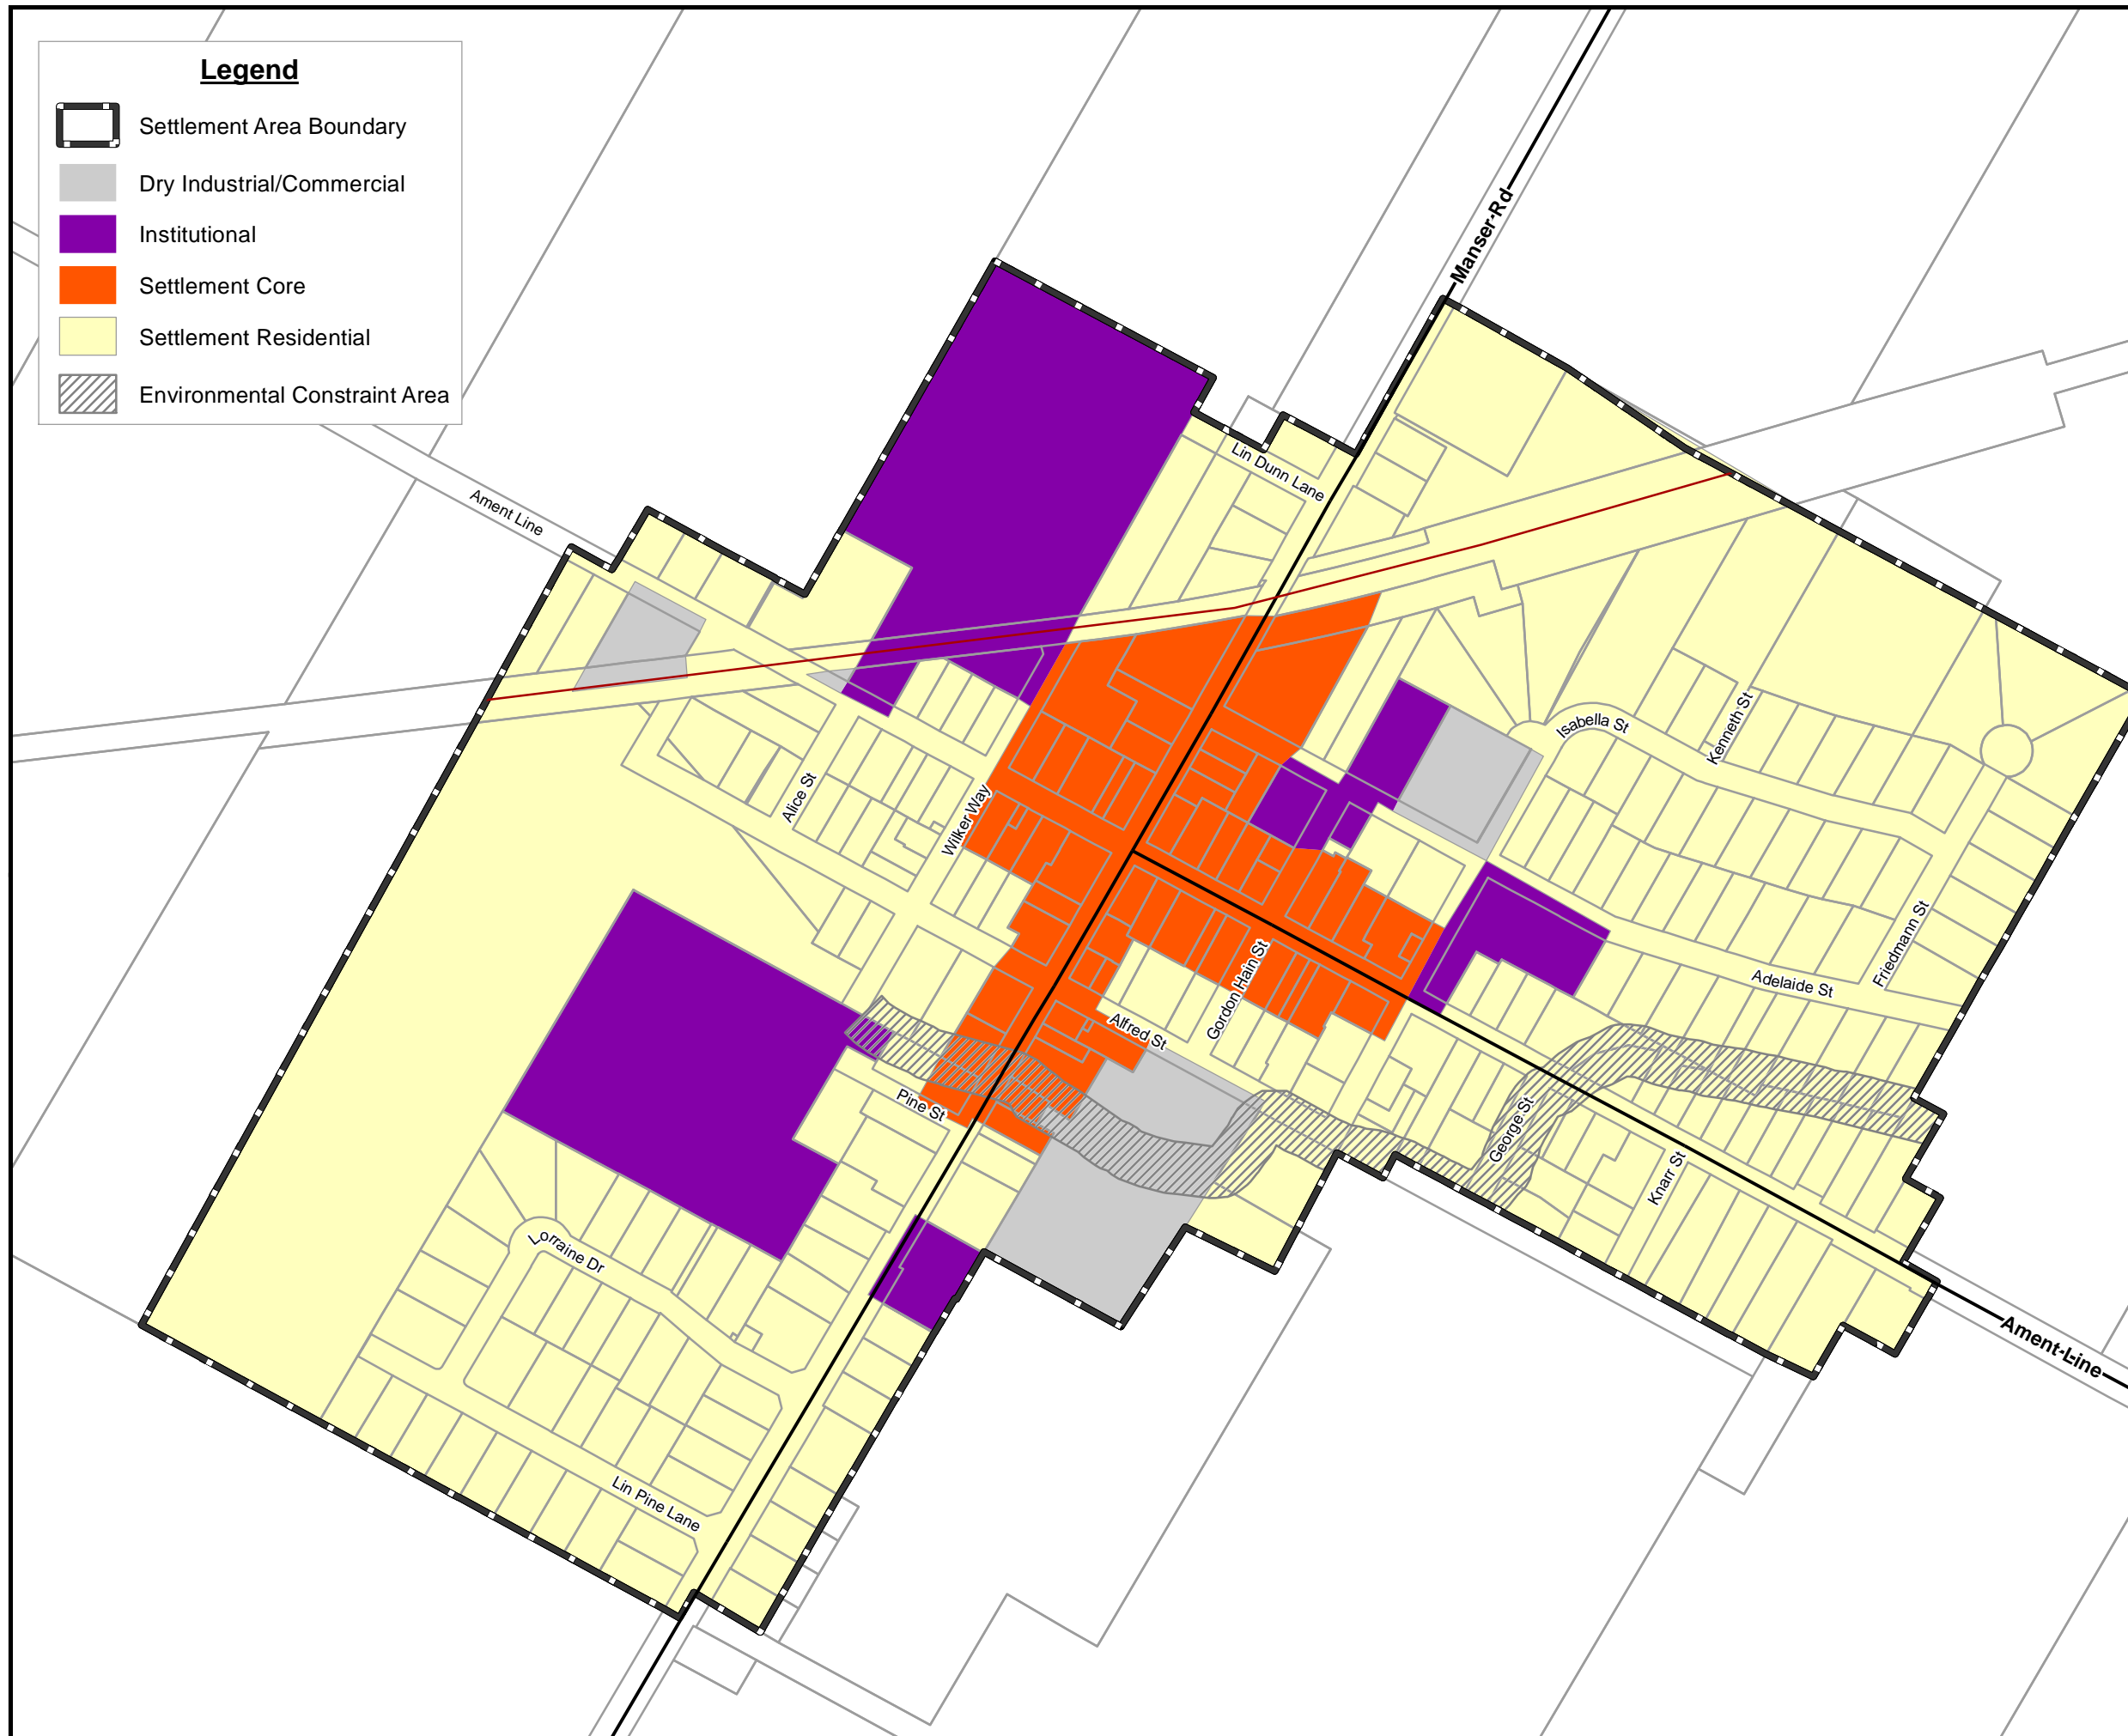 Legend
Settlement Area Boundary
Dry Industrial/Commercial
Institutional
Settlement Core
Settlement Residential
Environmental Constraint Area
Manser Rd
Lin Dunn Lane
Ament Line
Isabella St
Kenneth St
Alice St
Wilker Way
Friedmann St
Gordon Hain St
Adelaide St
Alfred St
Pine St
George St
Knarr St
Lorraine Dr
Ament Line
Lin Pine Lane